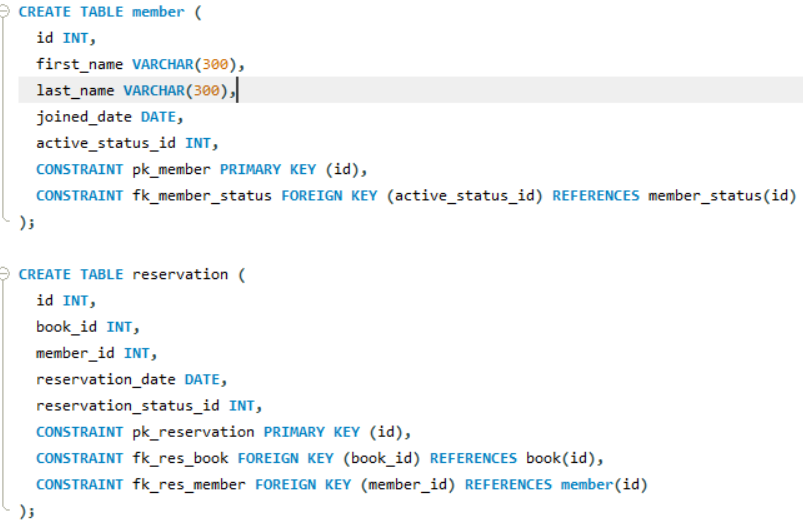 CREATE TABLE member (
id INT,
first_name VARCHAR(300),
last_name VARCHAR(300),
joined_date DATE,
active_status_id INT,
CONSTRAINT pk_member PRIMARY KEY (id),
CONSTRAINT fk_member_status FOREIGN KEY (active_status_id) REFERENCES member_status(id)
);
CREATE TABLE reservation (
id INT,
book_id INT,
member_id INT,
reservation_date DATE,
reservation_status_id INT,
CONSTRAINT pk_reservation PRIMARY KEY (id),
CONSTRAINT fk_res_book FOREIGN KEY (book_id) REFERENCES book(id),
CONSTRAINT fk_res_member FOREIGN KEY (member_id) REFERENCES member(id)
);